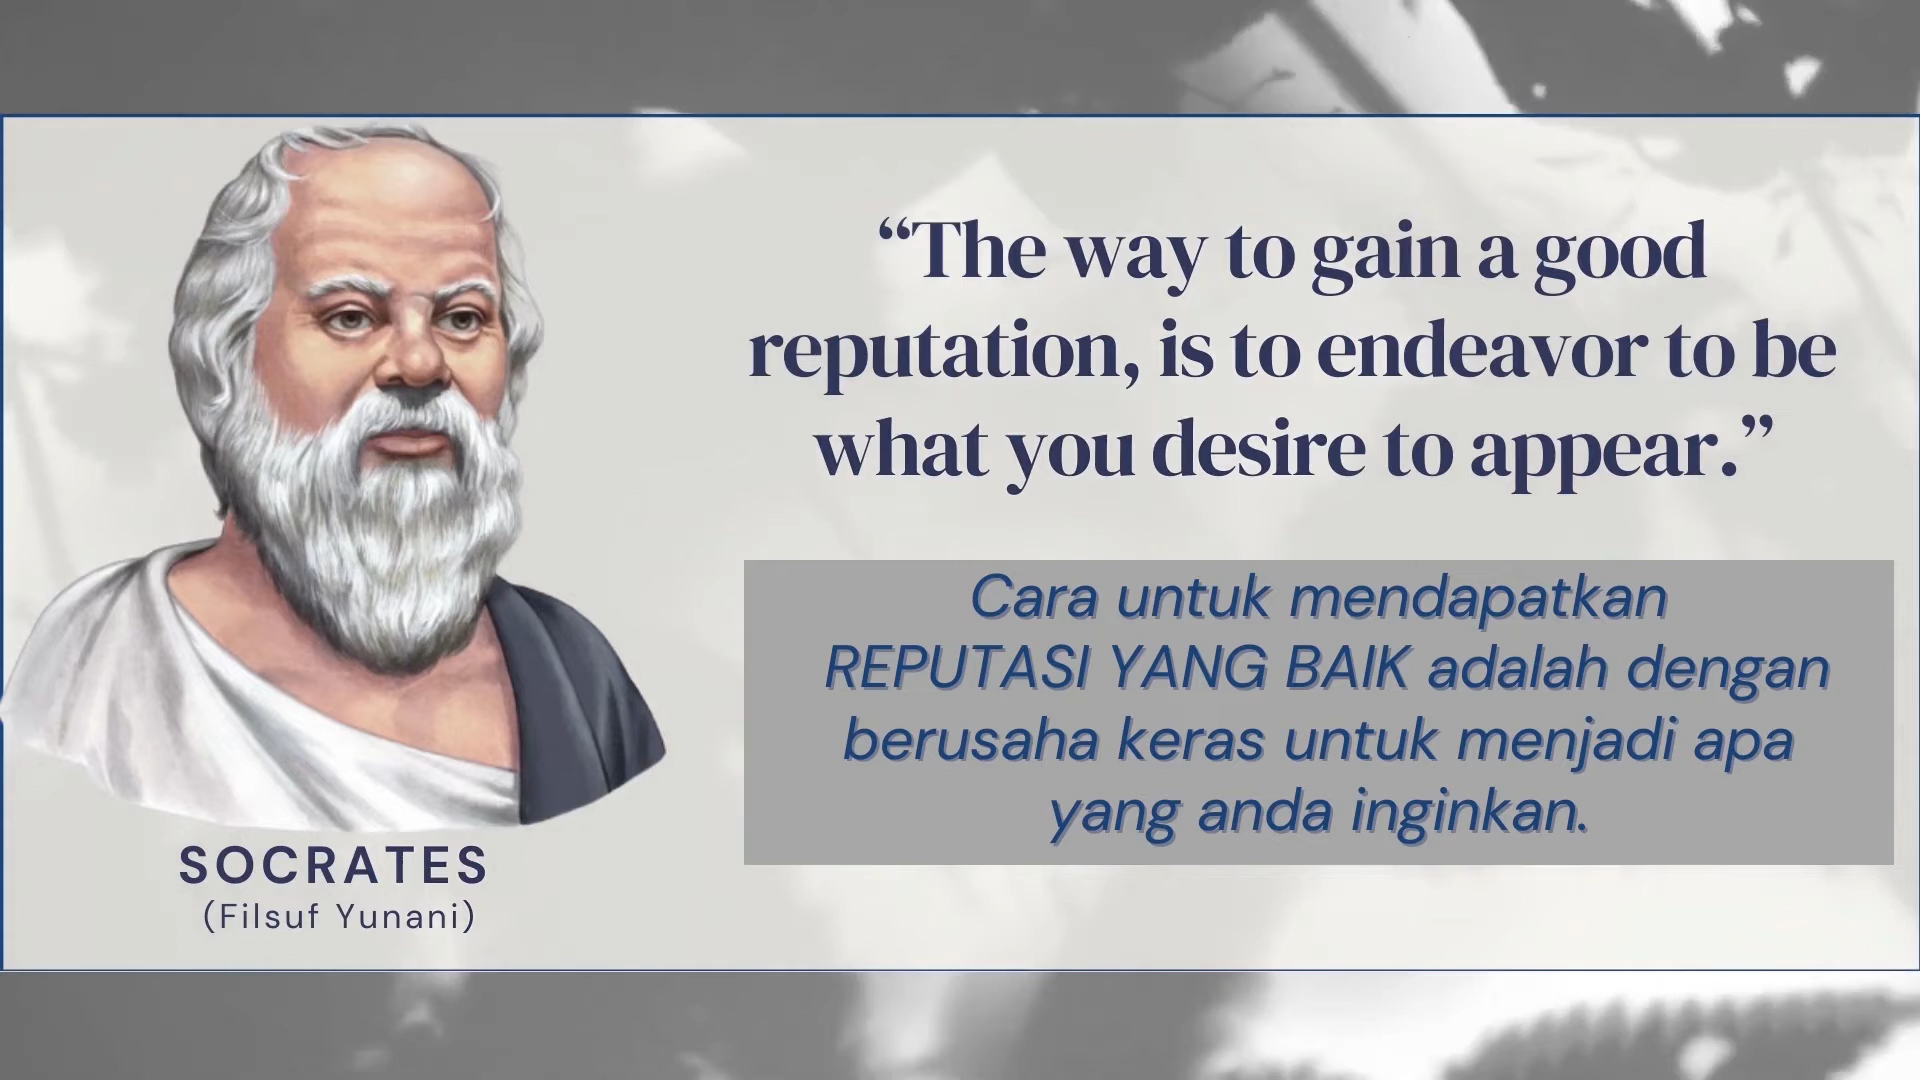 “The way to gain a good
reputation, is to endeavor to be
what you desire to appear.”
Cara untuk mendapatkan
REPUTASI YANG BAIK adalah dengan
berusaha keras untuk menjadi apa
yang anda inginkan.
SOCRATES
(Filsuf Yunani)